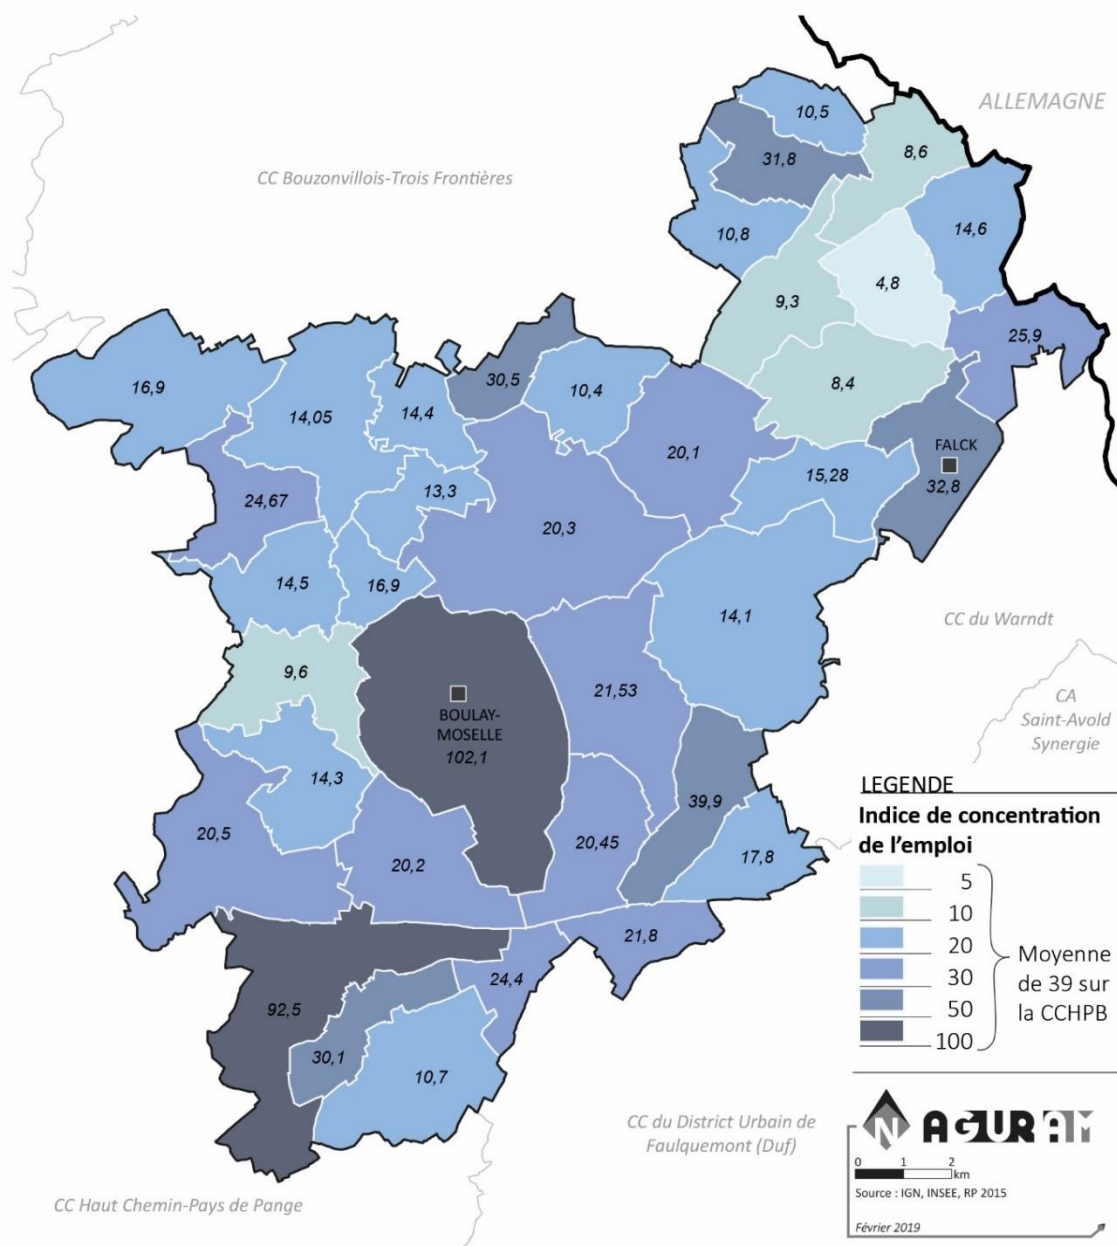 ALLEMAGNE
10,5
31,8
8,6
CC Bouzonvillois-Trois Frontières
10,8
14,6
4,8
9,3
25,9
16,9
30,5
8,4
10,4
14,05
14,4
FALCK
20,1
32,8
15,28
24,67
13,3
20,3
14,5
16,9
14,1
CC du Warndt
9,6
21,53
BOULAY-
MOSELLE
102,1
CA
Saint-Avold
Synergie
14,3
39,9
LEGENDE
Indice de concentration
de l'emploi
20,5
20,2
20,45
17,8
5
10
20
30
50
100
Moyenne
de 39 sur
la CCHPB
21,8
24,4
92,5
30,1
10,7
CC du District Urbain de
Faulquemont (Duf)
N AGURAM
0 1 2
km
Source : IGN, INSEE, RP 2015
CC Haut Chemin-Pays de Pange
Février 2019